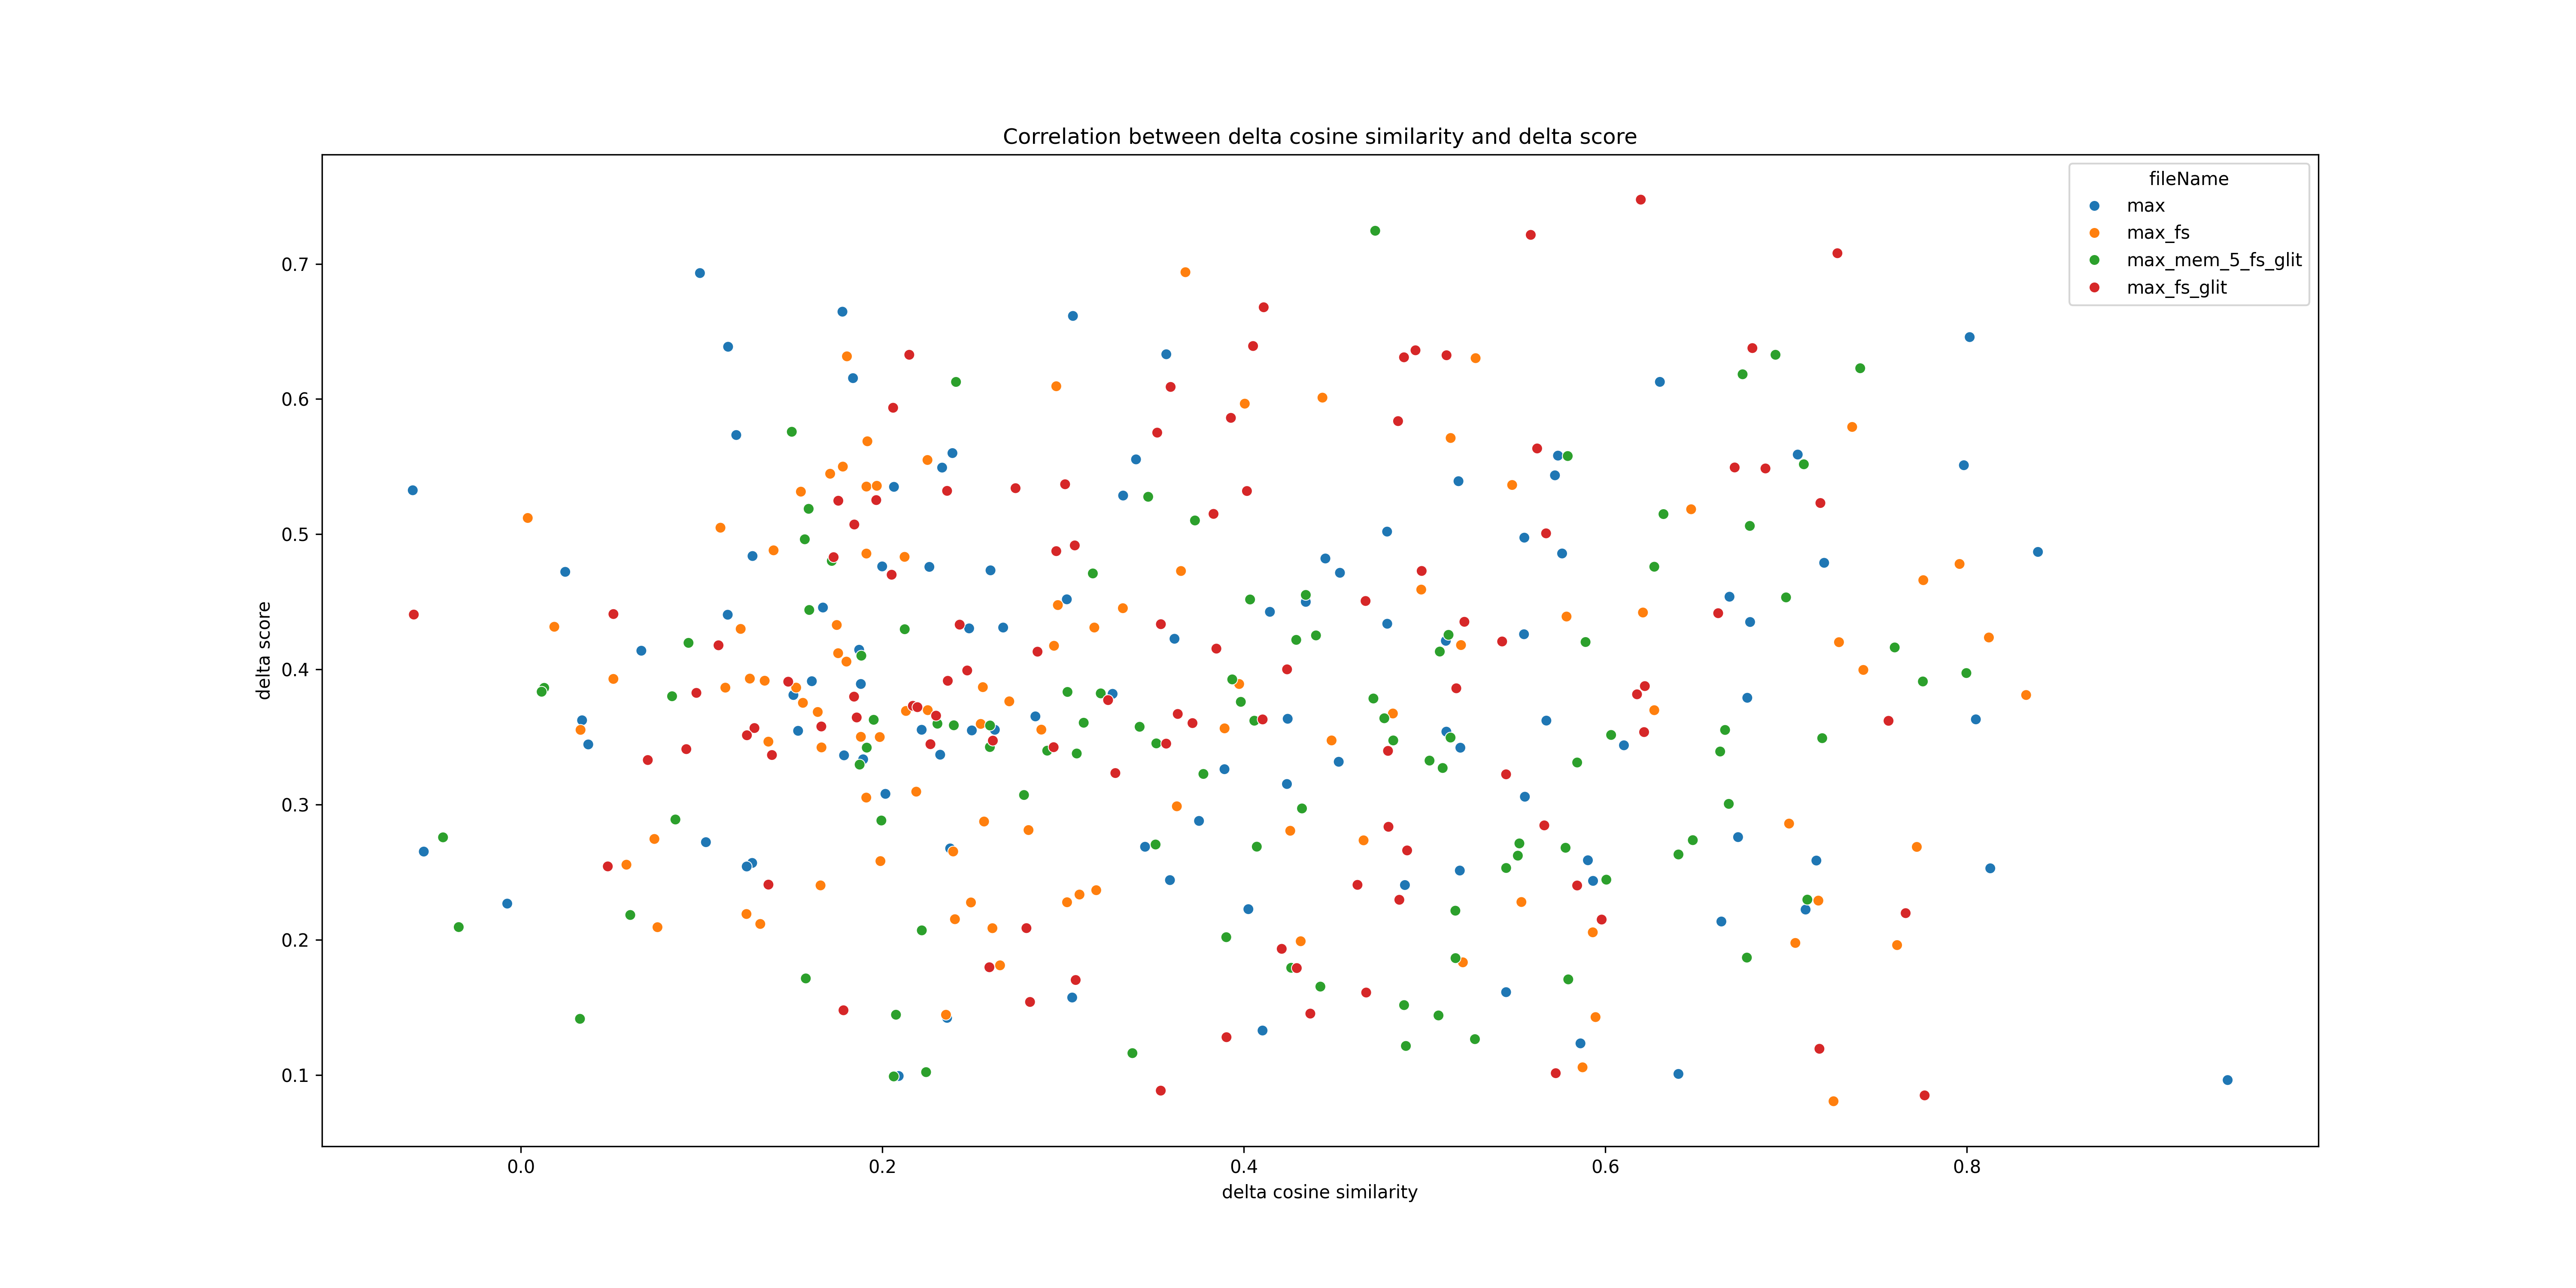 Correlation between delta cosine similarity and delta score
fileName
max
max_fs
max_mem_5_fs_glit
max_fs_glit
0.7
0.6
0.5
0.4
0.3
0.2
0.1
delta score
0.0 0.2 0.4 0.6 0.8
delta cosine similarity